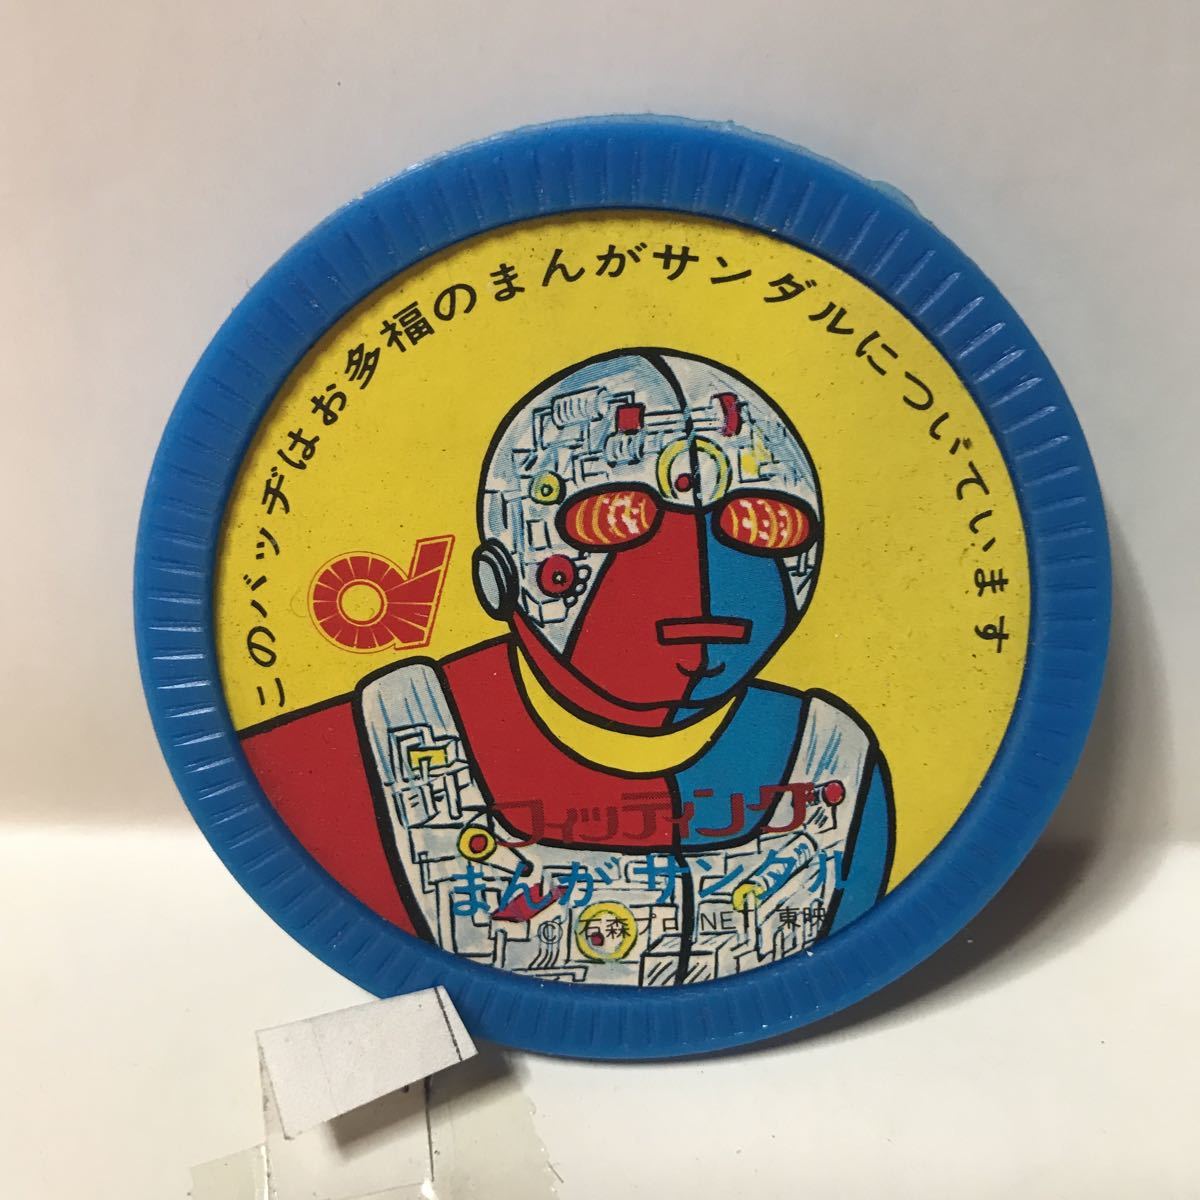 このバッヂはお多福のまんがサンダルについています
フィッティング
まんがサンダル
© 石森プロ NET 東映